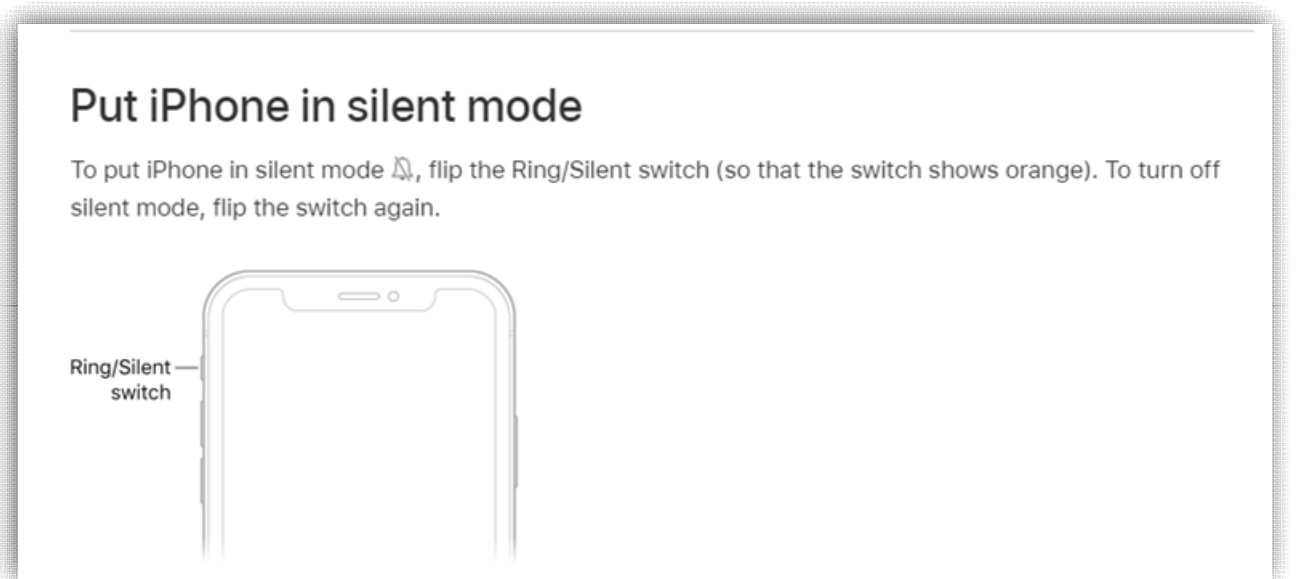 Put iPhone in silent mode
To put iPhone in silent mode , flip the Ring/Silent switch (so that the switch shows orange). To turn off
silent mode, flip the switch again.
Ring/Silent
switch